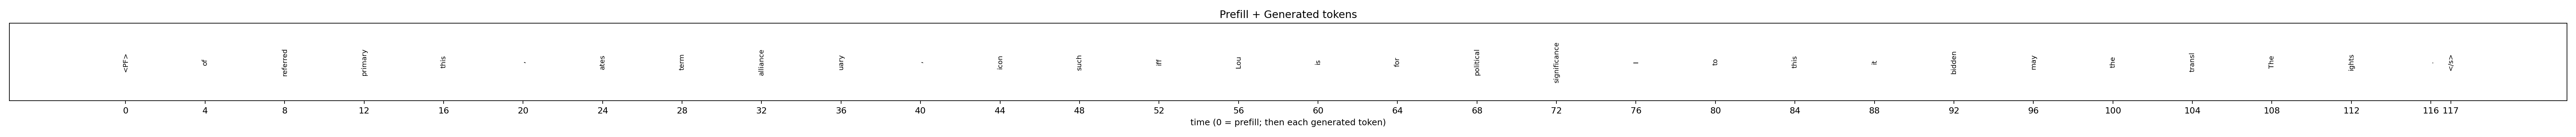 Prefill + Generated tokens
<PF> of referred primary this - ates term alliance uary - icon such iff Lou is for political significance I to this it bidden may the transl The ights . </s>
0 4 8 12 16 20 24 28 32 36 40 44 48 52 56 60 64 68 72 76 80 84 88 92 96 100 104 108 112 116 117
time (0 = prefill; then each generated token)